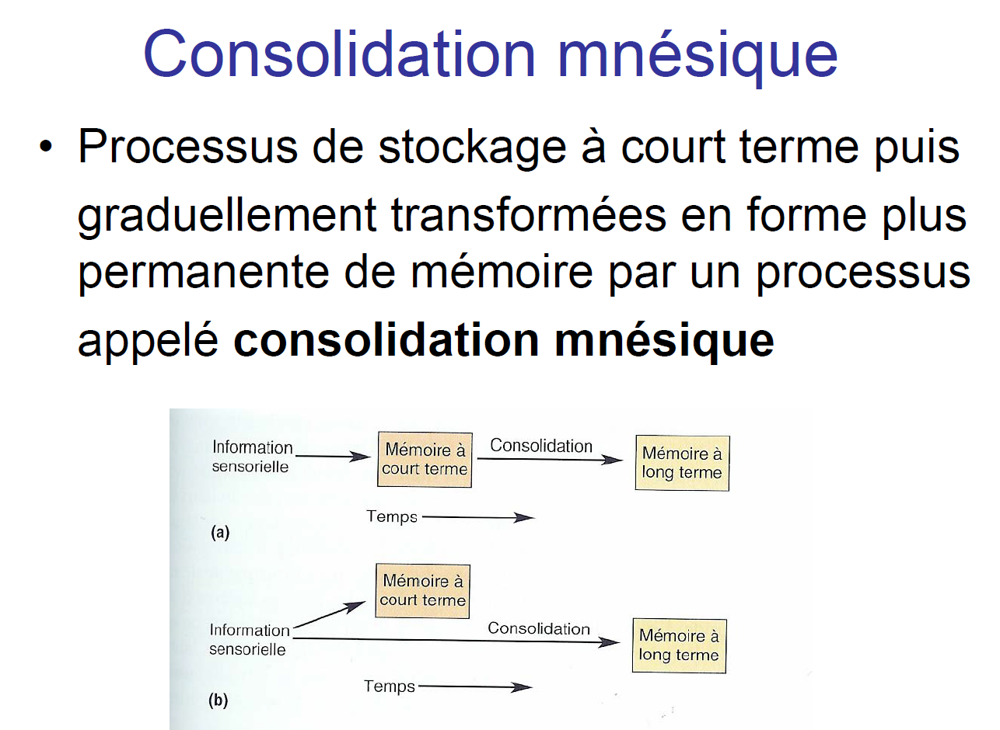 Consolidation mnésique
• Processus de stockage à court terme puis
graduellement transformées en forme plus
permanente de mémoire par un processus
appelé consolidation mnésique
Information
sensorielle
Mémoire à
court terme
Consolidation
Mémoire à
long terme
Temps
(a)
Mémoire à
court terme
Information
sensorielle
Consolidation
Mémoire à
long terme
Temps
(b)